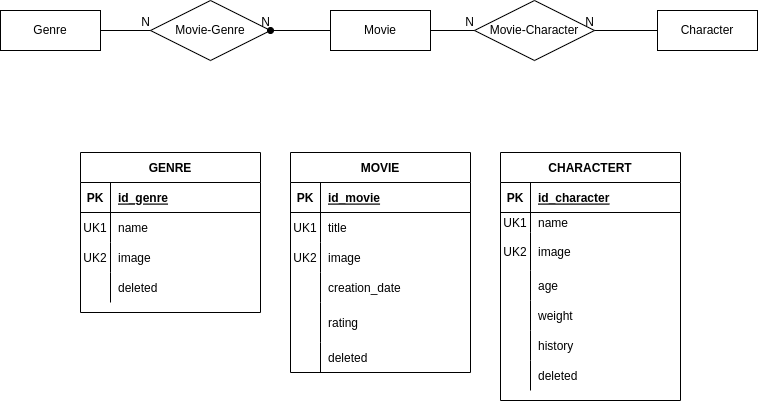 Genre N Movie-Genre N Movie N Movie-Character N Character
GENRE
PK id_genre
UK1 name
UK2 image
deleted
MOVIE
PK id_movie
UK1 title
UK2 image
creation_date
rating
deleted
CHARACTERT
PK id_character
UK1 name
UK2 image
age
weight
history
deleted